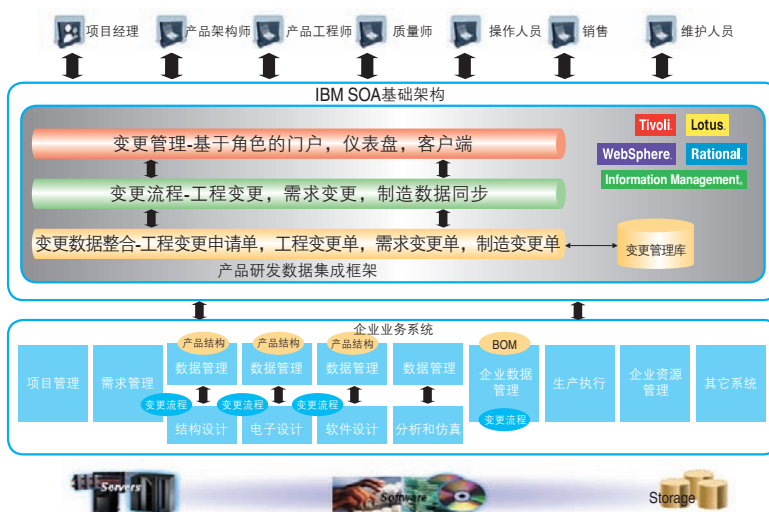 项目经理
产品架构师
产品工程师
质量师
操作人员
销售
维护人员
IBM SOA基础架构
变更管理-基于角色的门户，仪表盘，客户端
Tivoli.
Lotus.
WebSphere.
Rational.
Information Management.
变更流程-工程变更，需求变更，制造数据同步
变更数据整合-工程变更申请单，工程变更单，需求变更单，制造变更单
变更管理库
产品研发数据集成框架
企业业务系统
产品结构
产品结构
产品结构
BOM
项目管理
需求管理
数据管理
数据管理
数据管理
数据管理
企业数据
管理
生产执行
企业资源
管理
其它系统
变更流程
变更流程
变更流程
变更流程
结构设计
电子设计
软件设计
分析和仿真
Servers
Software
Storage